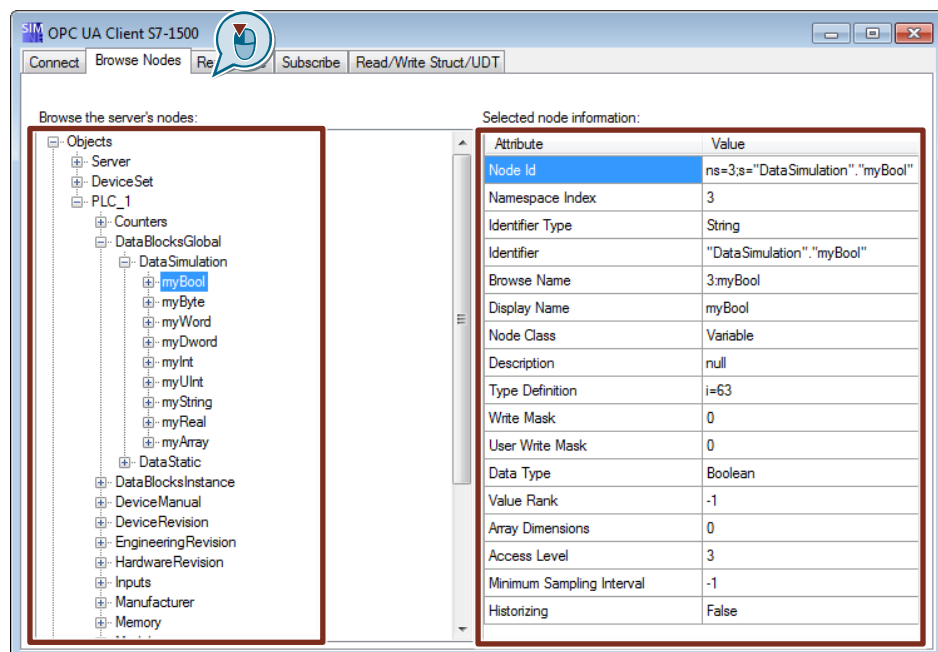 SIM OPC UA Client S7-1500
Connect Browse Nodes Subscribe Read/Write Struct/UDT
Browse the server's nodes:
Objects
Server
DeviceSet
PLC_1
Counters
DataBlocksGlobal
DataSimulation
myBool
myByte
myWord
myDword
myInt
myUInt
myString
myReal
myArray
DataStatic
DataBlocksInstance
DeviceManual
DeviceRevision
EngineeringRevision
HardwareRevision
Inputs
Manufacturer
Memory
Selected node information:
Attribute Value
Node Id ns=3;s="DataSimulation"."myBool"
Namespace Index 3
Identifier Type String
Identifier "DataSimulation"."myBool"
Browse Name 3:myBool
Display Name myBool
Node Class Variable
Description null
Type Definition i=63
Write Mask 0
User Write Mask 0
Data Type Boolean
Value Rank -1
Array Dimensions 0
Access Level 3
Minimum Sampling Interval -1
Historizing False